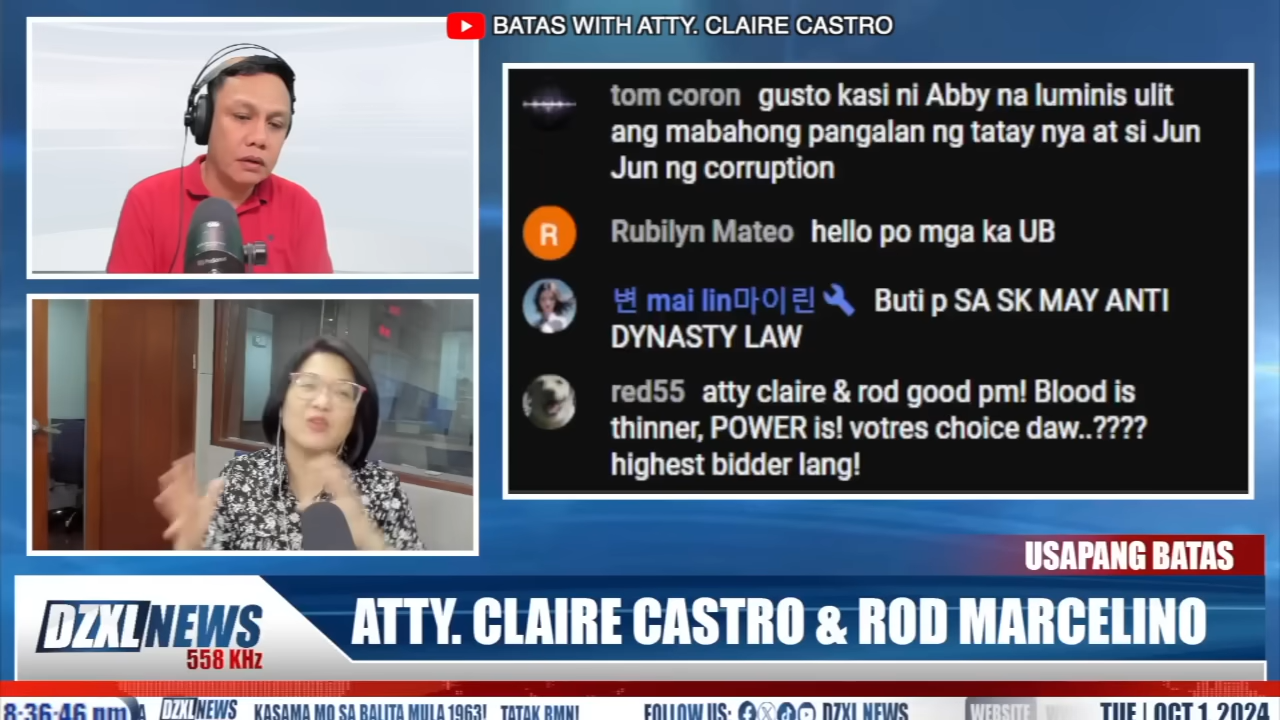 BATAS WITH ATTY. CLAIRE CASTRO
tom coron gusto kasi ni Abby na luminis ulit
ang mabahong pangalan ng tatay nya at si Jun
Jun ng corruption
R
Rubilyn Mateo hello po mga ka UB
변 mai lin마이린 Buti p SA SK MAY ANTI
DYNASTY LAW
red55 atty claire & rod good pm! Blood is
thinner, POWER is! votres choice daw..????
highest bidder lang!
USAPANG BATAS
DZXL NEWS
558 KHz
ATTY. CLAIRE CASTRO & ROD MARCELINO
8:36:46 pm
DZXL NEWS KASAMA MO SA BALITA MULA 1963! TATAK RMN! FOLLOW US: DZXL NEWS WEBSITE TUE | OCT 1, 2024